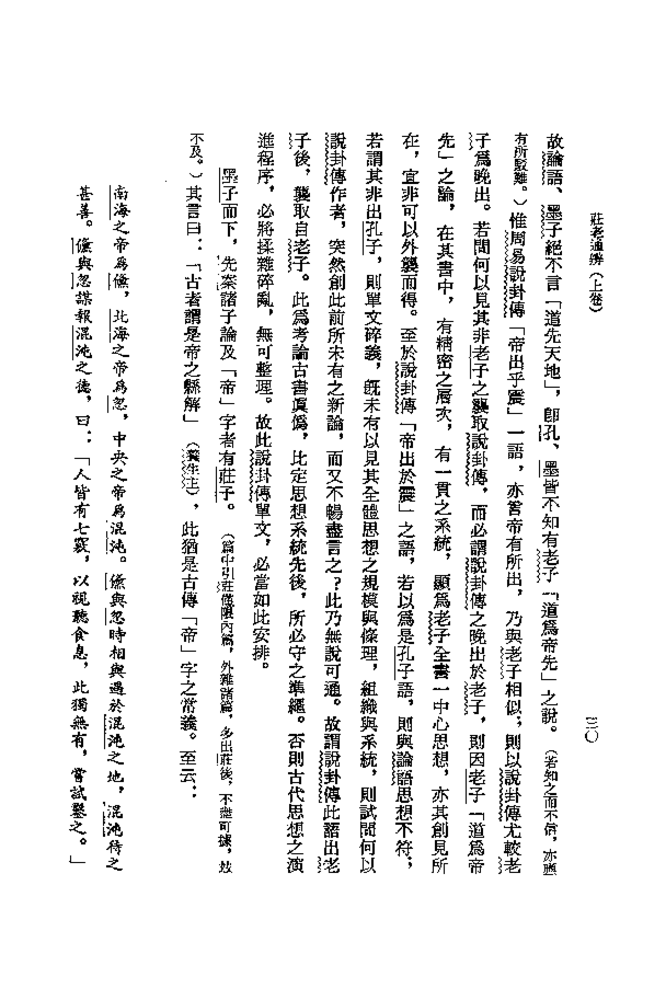 莊老通辨（上卷）
三〇
故論語、墨子絕不言「道先天地」，卽孔、墨皆不知有老子「道爲帝先」之說。（若知之而不信，亦應
有所駁難。）惟周易說卦傳「帝出乎震」一語，亦嘗帝有所出，乃與老子相似；則以說卦傳尤較老
子爲晚出。若問何以見其非老子之襲取說卦傳，而必謂說卦傳之晚出於老子，則因老子「道爲帝
先」之論，在其書中，有精密之層次，有一貫之系統，顯爲老子全書一中心思想，亦其創見所
在，宜非可以外襲而得。至於說卦傳「帝出於震」之語，若以爲是孔子語，則與論語思想不符；
若謂其非出孔子，則單文碎義，旣未有以見其全體思想之規模與條理，組織與系統，則試問何以
說卦傳作者，突然創此前所未有之新論，而又不暢盡言之？此乃無說可通。故謂說卦傳此語出老
子後，襲取自老子。此爲考論古書眞僞，比定思想系統先後，所必守之準繩。否則古代思想之演
進程序，必將揉雜碎亂，無可整理。故此說卦傳單文，必當如此安排。
墨子而下，先秦諸子論及「帝」字者有莊子。（篇中引莊僅限內篇，外雜諸篇，多出莊後，不盡可據，故
不及。）其言曰：「古者謂是帝之縣解」（養生主），此猶是古傳「帝」字之常義。至云：
南海之帝爲儵，北海之帝爲忽，中央之帝爲混沌。儵與忽時相與遇於混沌之地，混沌待之
甚善。儵與忽謀報混沌之德，曰：「人皆有七竅，以視聽食息，此獨無有，嘗試鑿之。」